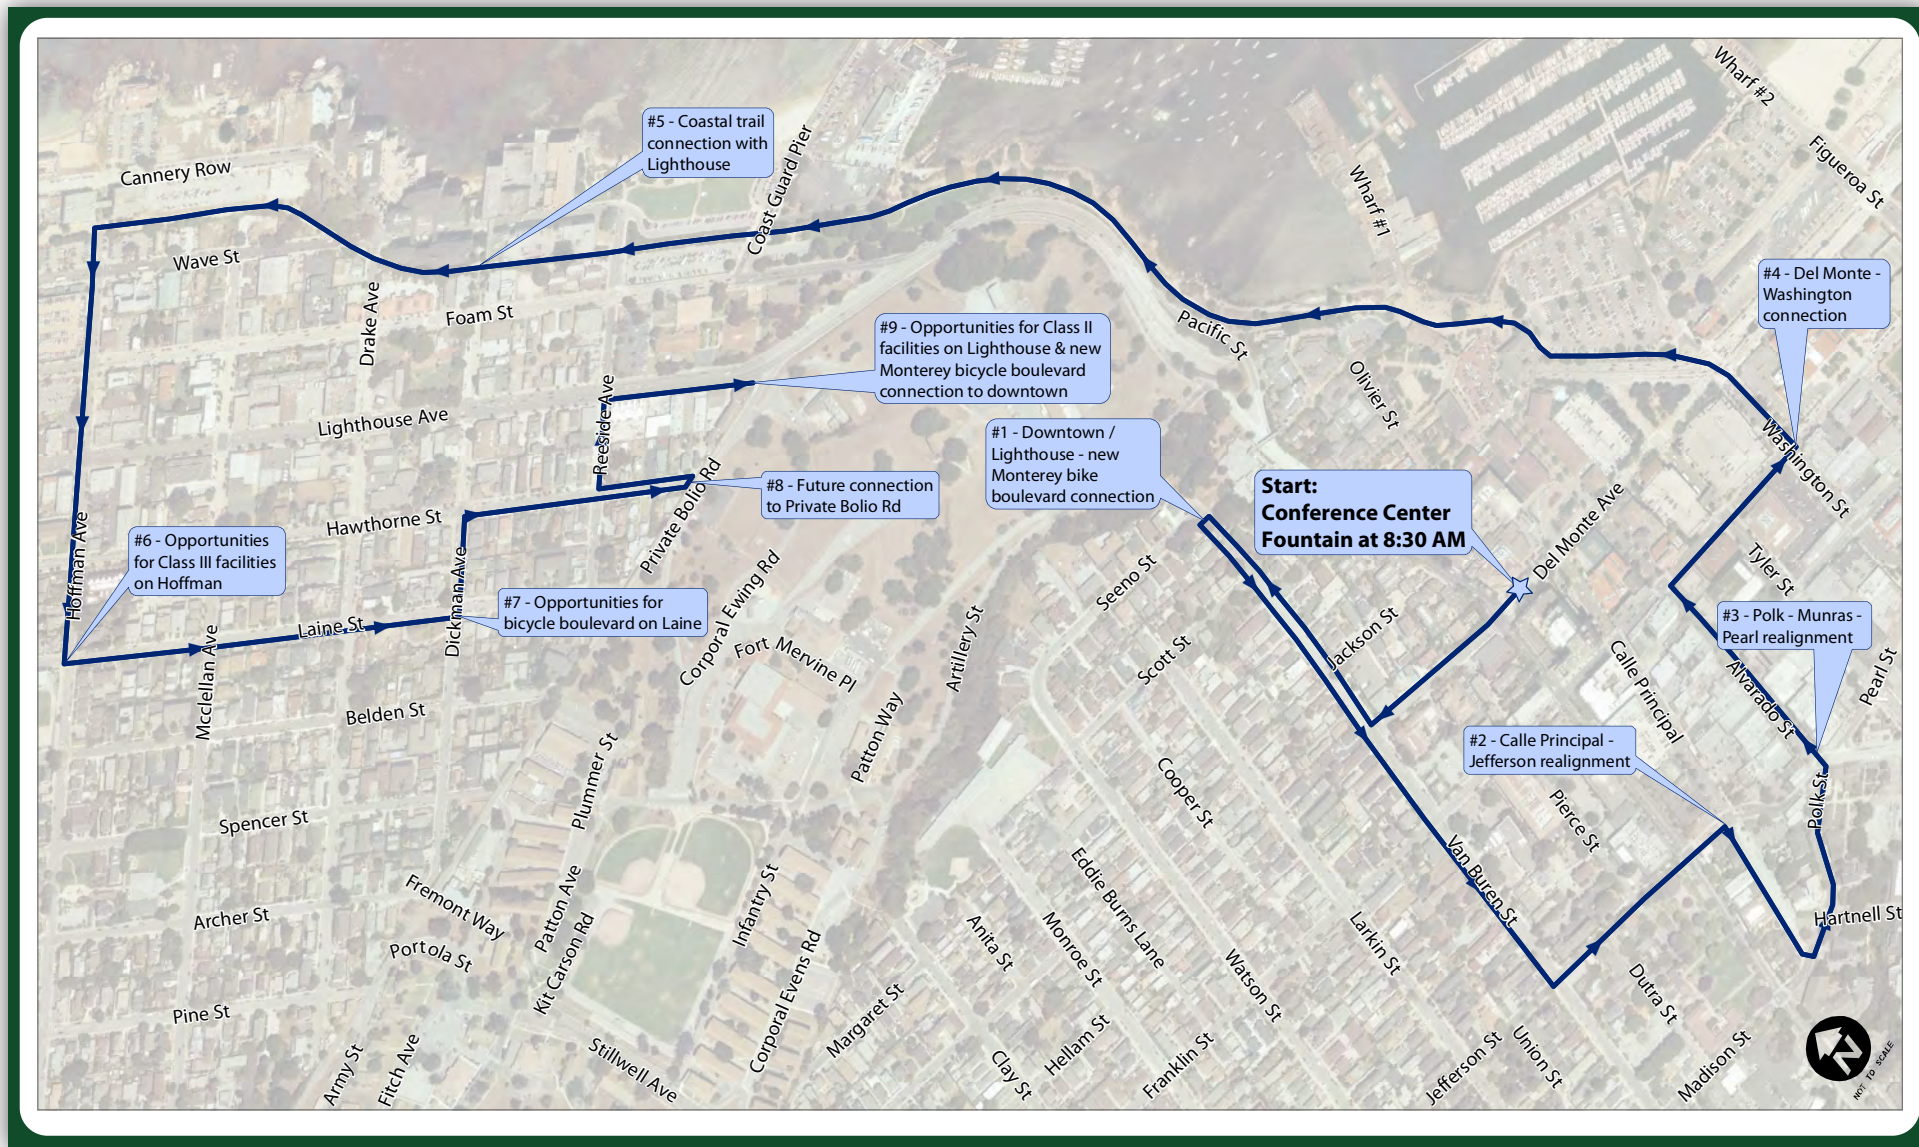 Wharf #2
Figueroa St
#5 - Coastal trail
connection with
Lighthouse
Coast Guard Pier
Cannery Row
Wharf #1
Wave St
#4 - Del Monte -
Washington
connection
Drake Ave
Foam St
Pacific St
#9 - Opportunities for Class II
facilities on Lighthouse & new
Monterey bicycle boulevard
connection to downtown
Olivier St
Lighthouse Ave
Reeside Ave
#1 - Downtown /
Lighthouse - new
Monterey bike
boulevard connection
Washington St
Start:
Conference Center
Fountain at 8:30 AM
#8 - Future connection
to Private Bolio Rd
Private Bolio Rd
Del Monte Ave
Hawthorne St
Hoffman Ave
#6 - Opportunities
for Class III facilities
on Hoffman
Tyler St
Seeno St
Corporal Ewing Rd
Dickman Ave
#7 - Opportunities for
bicycle boulevard on Laine
#3 - Polk - Munras -
Pearl realignment
Laine St
Jackson St
Fort Mervine Pl
Artillery St
Scott St
Calle Principal
Pearl St
Mcclellan Ave
Alvarado St
Belden St
Patton Way
#2 - Calle Principal -
Jefferson realignment
Plummer St
Cooper St
Polk St
Pierce St
Spencer St
Van Buren St
Eddie Burns Lane
Fremont Way
Patton Ave
Infantry St
Archer St
Hartnell St
Portola St
Kit Carson Rd
Anita St
Monroe St
Larkin St
Watson St
Corporal Evens Rd
Dutra St
Pine St
Margaret St
Hellam St
Union St
Stillwell Ave
Army St
Fitch Ave
Clay St
Franklin St
Jefferson St
Madison St
N
NOT TO SCALE